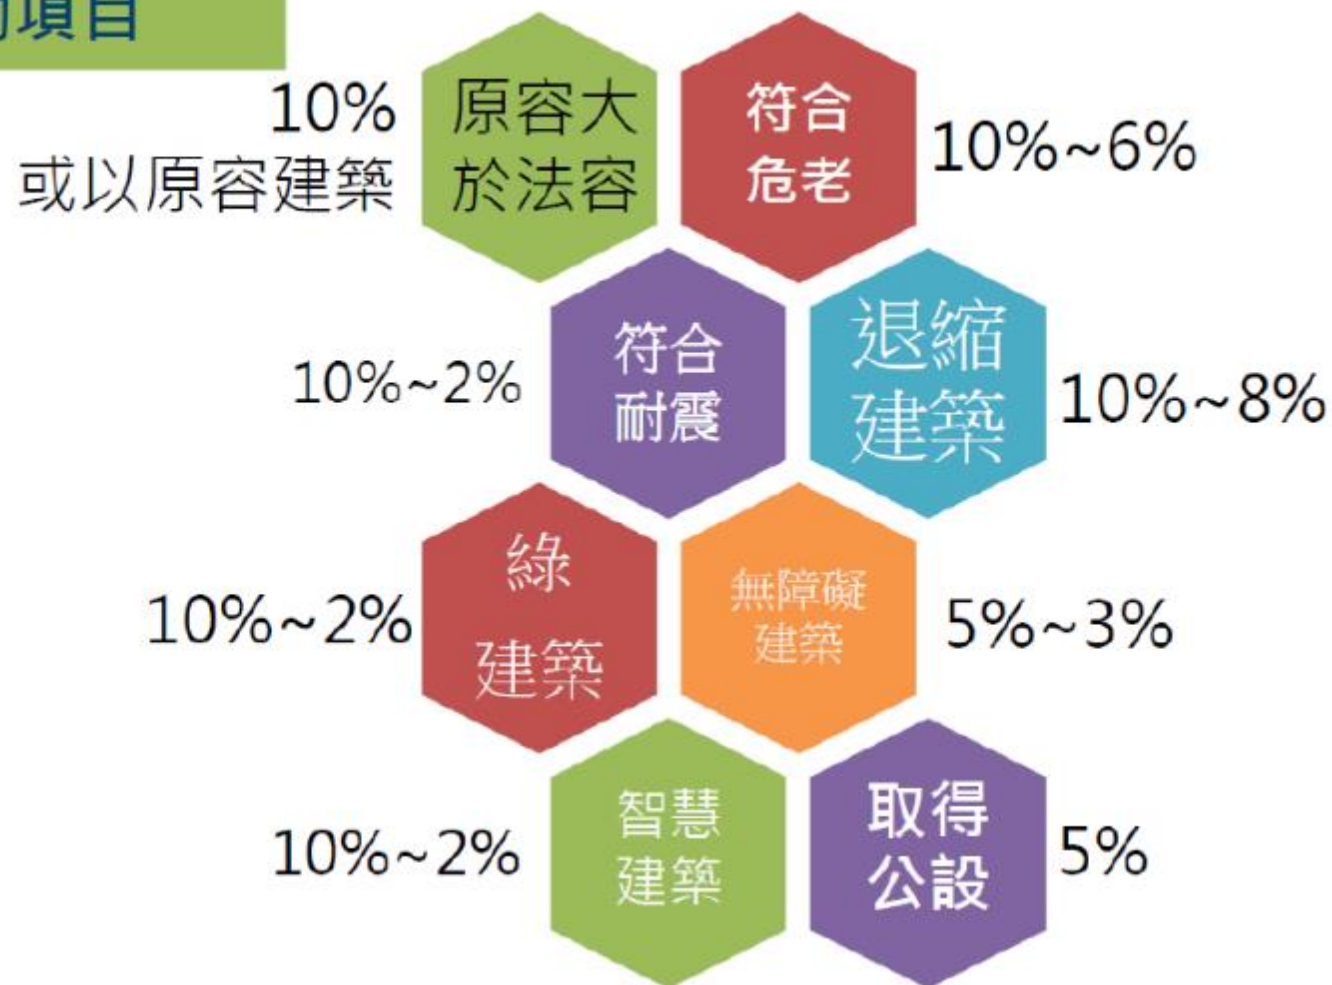 項目
10%
或以原容建築
原容大
於法容
符合
危老
10%~6%
10%~2%
符合
耐震
退縮
建築
10%~8%
10%~2%
綠
建築
無障礙
建築
5%~3%
10%~2%
智慧
建築
取得
公設
5%